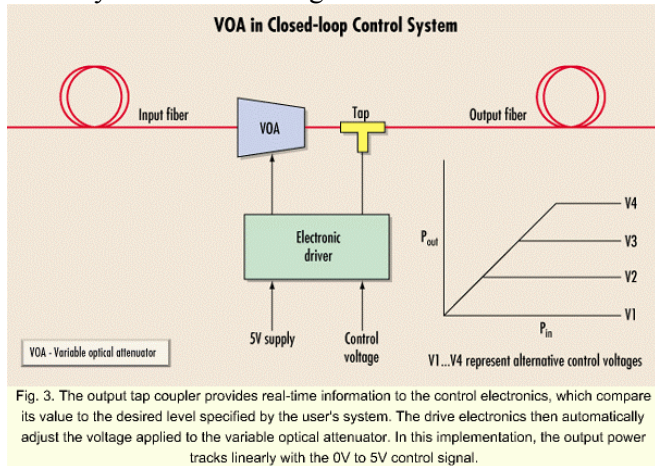 VOA in Closed-loop Control System
Input fiber
VOA
Tap
Output fiber
Electronic
driver
5V supply
Control
voltage
VOA - Variable optical attenuator
Pout
V4
V3
V2
V1
Pin
V1...V4 represent alternative control voltages
Fig. 3. The output tap coupler provides real-time information to the control electronics, which compare
its value to the desired level specified by the user's system. The drive electronics then automatically
adjust the voltage applied to the variable optical attenuator. In this implementation, the output power
tracks linearly with the 0V to 5V control signal.